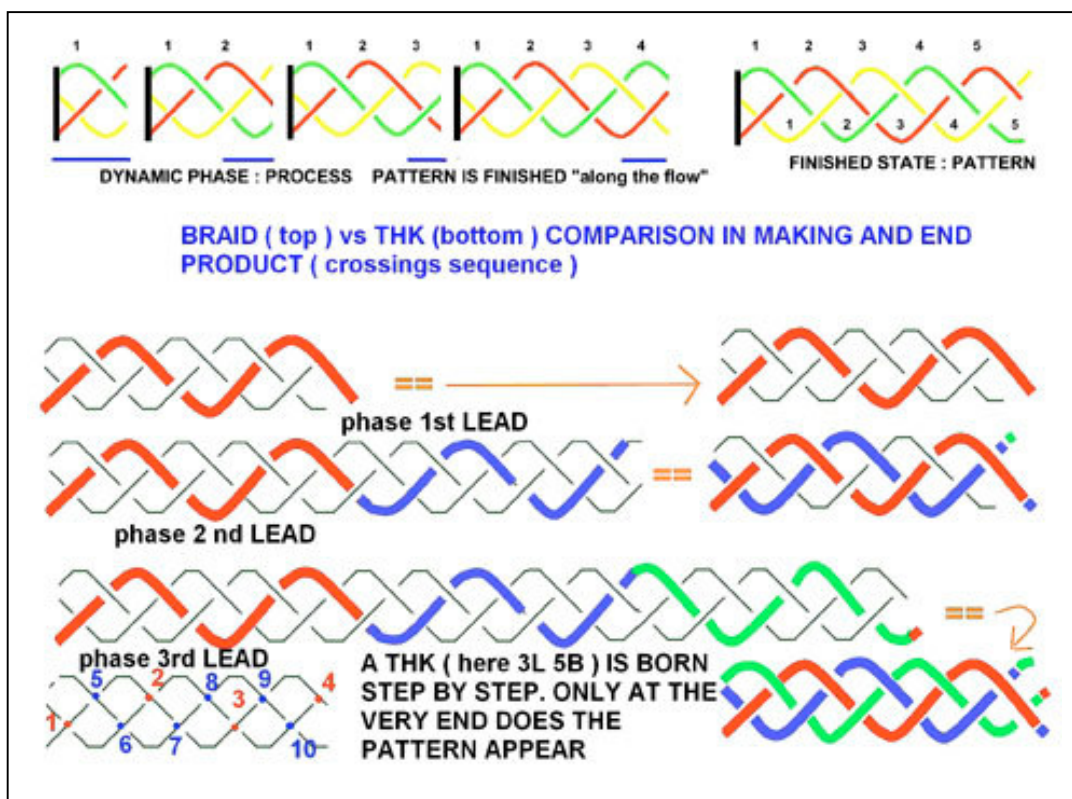 1 1 2 1 2 3 1 2 3 4 1 2 3 4 5
1 2 3 4 5
FINISHED STATE : PATTERN
DYNAMIC PHASE : PROCESS PATTERN IS FINISHED "along the flow"
BRAID ( top ) vs THK (bottom ) COMPARISON IN MAKING AND END
PRODUCT ( crossings sequence )
==
phase 1st LEAD
==
phase 2 nd LEAD
==
phase 3rd LEAD
5 2 8 9 4
1 3
6 7 10
A THK ( here 3L 5B ) IS BORN
STEP BY STEP. ONLY AT THE
VERY END DOES THE
PATTERN APPEAR